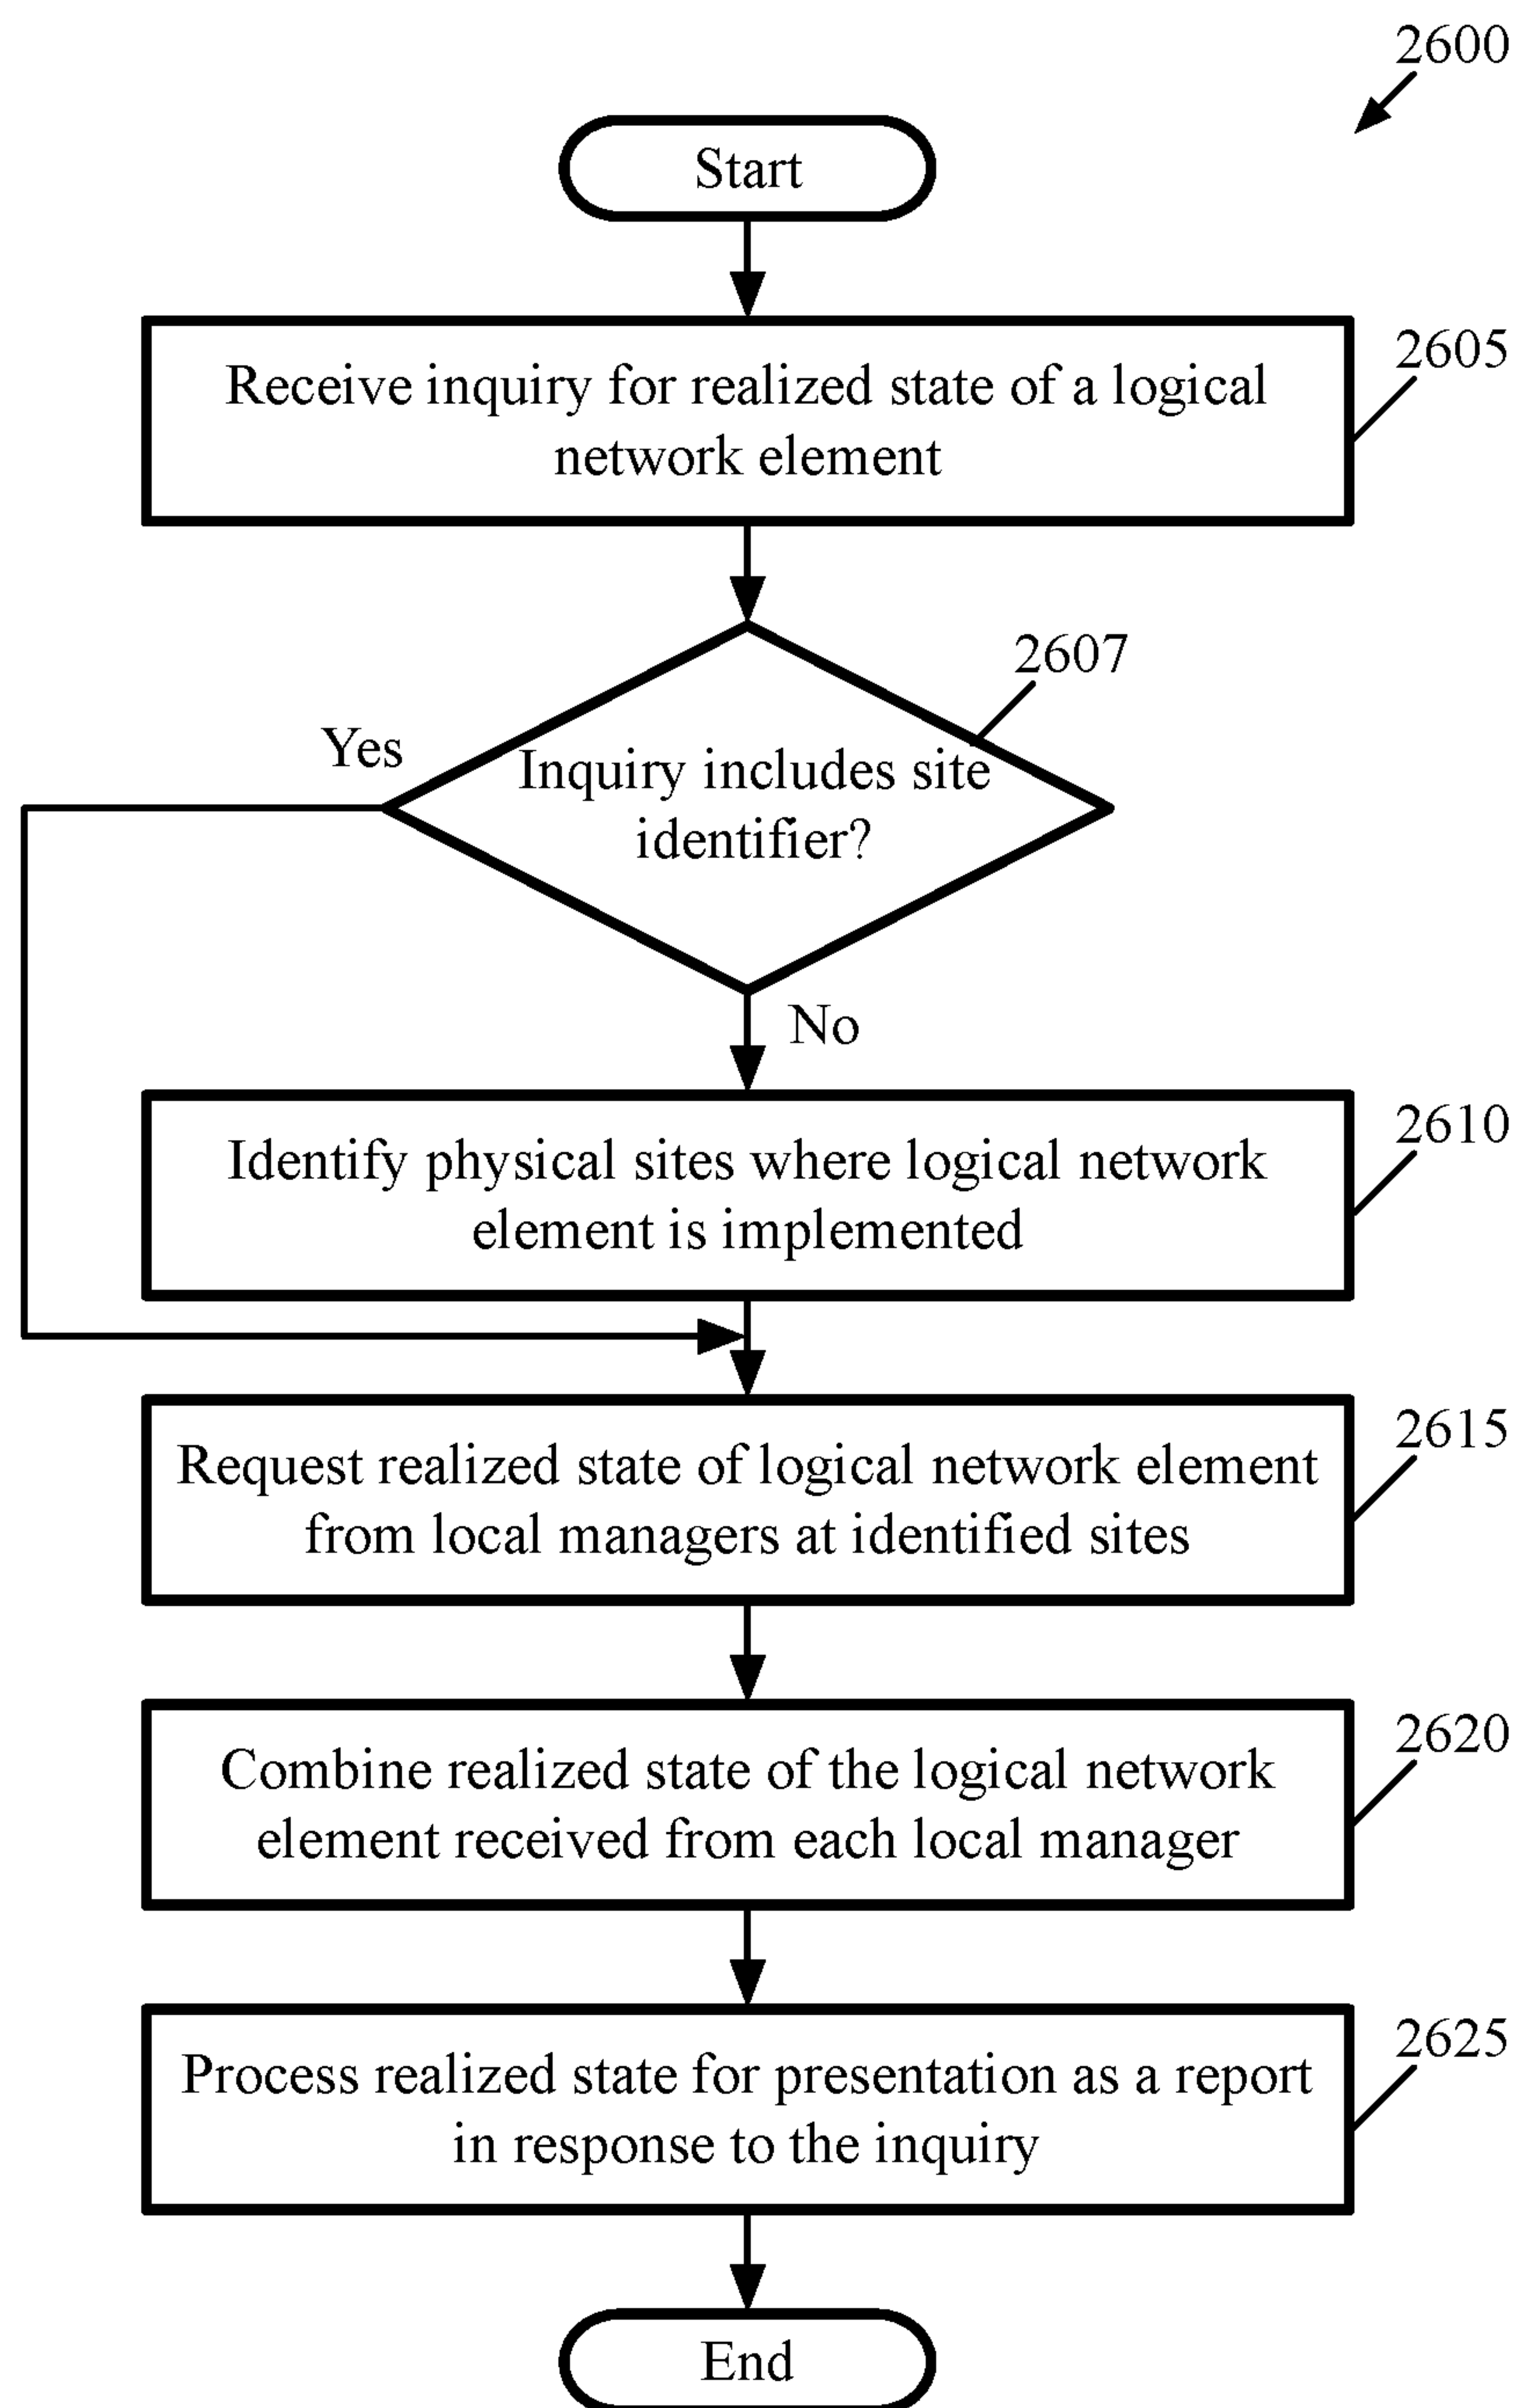 2600
Start
Receive inquiry for realized state of a logical
network element
2605
2607
Yes
Inquiry includes site
identifier?
No
Identify physical sites where logical network
element is implemented
2610
Request realized state of logical network element
from local managers at identified sites
2615
Combine realized state of the logical network
element received from each local manager
2620
Process realized state for presentation as a report
in response to the inquiry
2625
End